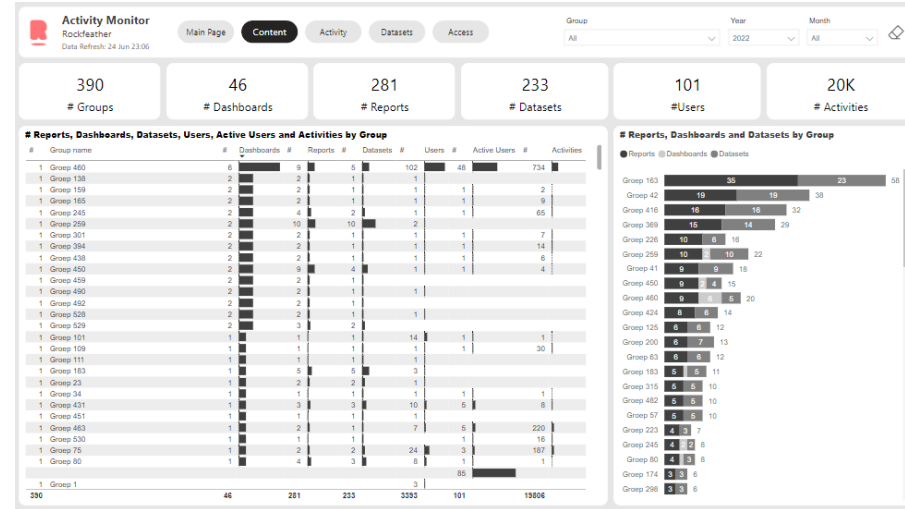 Activity Monitor
Rockfeather
Data Refresh: 24 Jun 23:06
Main Page Content Activity Datasets Access
Group Year Month
All 2022 All
390 46 281 233 101 20K
# Groups # Dashboards # Reports # Datasets #Users # Activities
# Reports, Dashboards, Datasets, Users, Active Users and Activities by Group
# Group name # Dashboards # Reports # Datasets # Users # Active Users # Activities
1 Groep 460 6 9 5 102 48 734
1 Groep 138 2 2 1 1
1 Groep 159 2 2 1 1 1 2
1 Groep 165 2 2 1 1 1 9
1 Groep 245 2 4 2 1 1 65
1 Groep 259 2 10 10 2
1 Groep 301 2 2 1 1 1 7
1 Groep 394 2 2 1 1 1 14
1 Groep 438 2 2 1 1 1 6
1 Groep 450 2 9 4 1 1 4
1 Groep 459 2 2 1
1 Groep 490 2 2 1 1
1 Groep 492 2 2 1
1 Groep 528 2 2 1 1
1 Groep 529 2 3 2
1 Groep 101 1 1 1 14 1 1
1 Groep 109 1 1 1 1 1 30
1 Groep 111 1 1 1 1
1 Groep 183 1 5 5 3
1 Groep 23 1 2 2 1
1 Groep 34 1 1 1 1 1 1
1 Groep 431 1 3 3 10 5 8
1 Groep 451 1 1 1 1
1 Groep 463 1 2 1 7 5 220
1 Groep 530 1 1 1 1 16
1 Groep 75 1 2 2 24 3 187
1 Groep 80 1 4 3 8 1 1
85
1 Groep 1 3
390 46 281 233 3393 101 19806
# Reports, Dashboards and Datasets by Group
Reports Dashboards Datasets
Groep 163 35 23 58
Groep 42 19 19 38
Groep 416 16 16 32
Groep 369 15 14 29
Groep 226 10 6 16
Groep 259 10 2 10 22
Groep 41 9 9 18
Groep 450 9 2 4 15
Groep 460 9 6 5 20
Groep 424 8 6 14
Groep 125 6 6 12
Groep 200 6 7 13
Groep 83 6 6 12
Groep 183 5 5 11
Groep 315 5 5 10
Groep 482 5 5 10
Groep 57 5 5 10
Groep 223 4 3 7
Groep 245 4 2 2 8
Groep 80 4 3 8
Groep 174 3 3 6
Groep 298 3 3 6